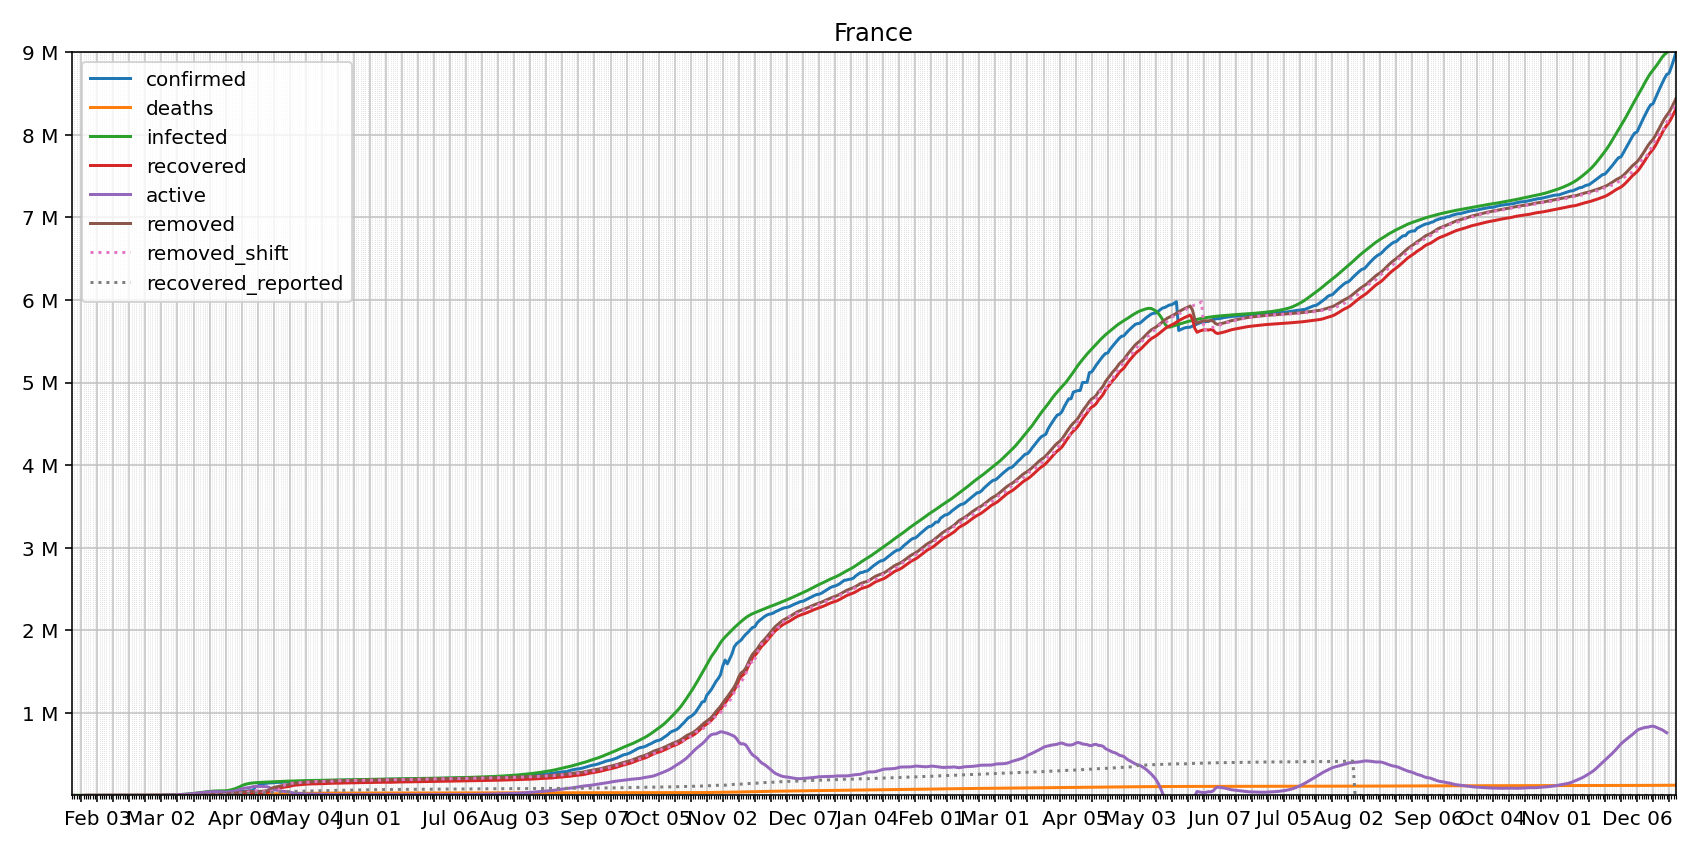 France
9 M
8 M
7 M
6 M
5 M
4 M
3 M
2 M
1 M
confirmed
deaths
infected
recovered
active
removed
removed_shift
recovered_reported
Feb 03 Mar 02 Apr 06 May 04 Jun 01 Jul 06 Aug 03 Sep 07 Oct 05 Nov 02 Dec 07 Jan 04 Feb 01 Mar 01 Apr 05 May 03 Jun 07 Jul 05 Aug 02 Sep 06 Oct 04 Nov 01 Dec 06